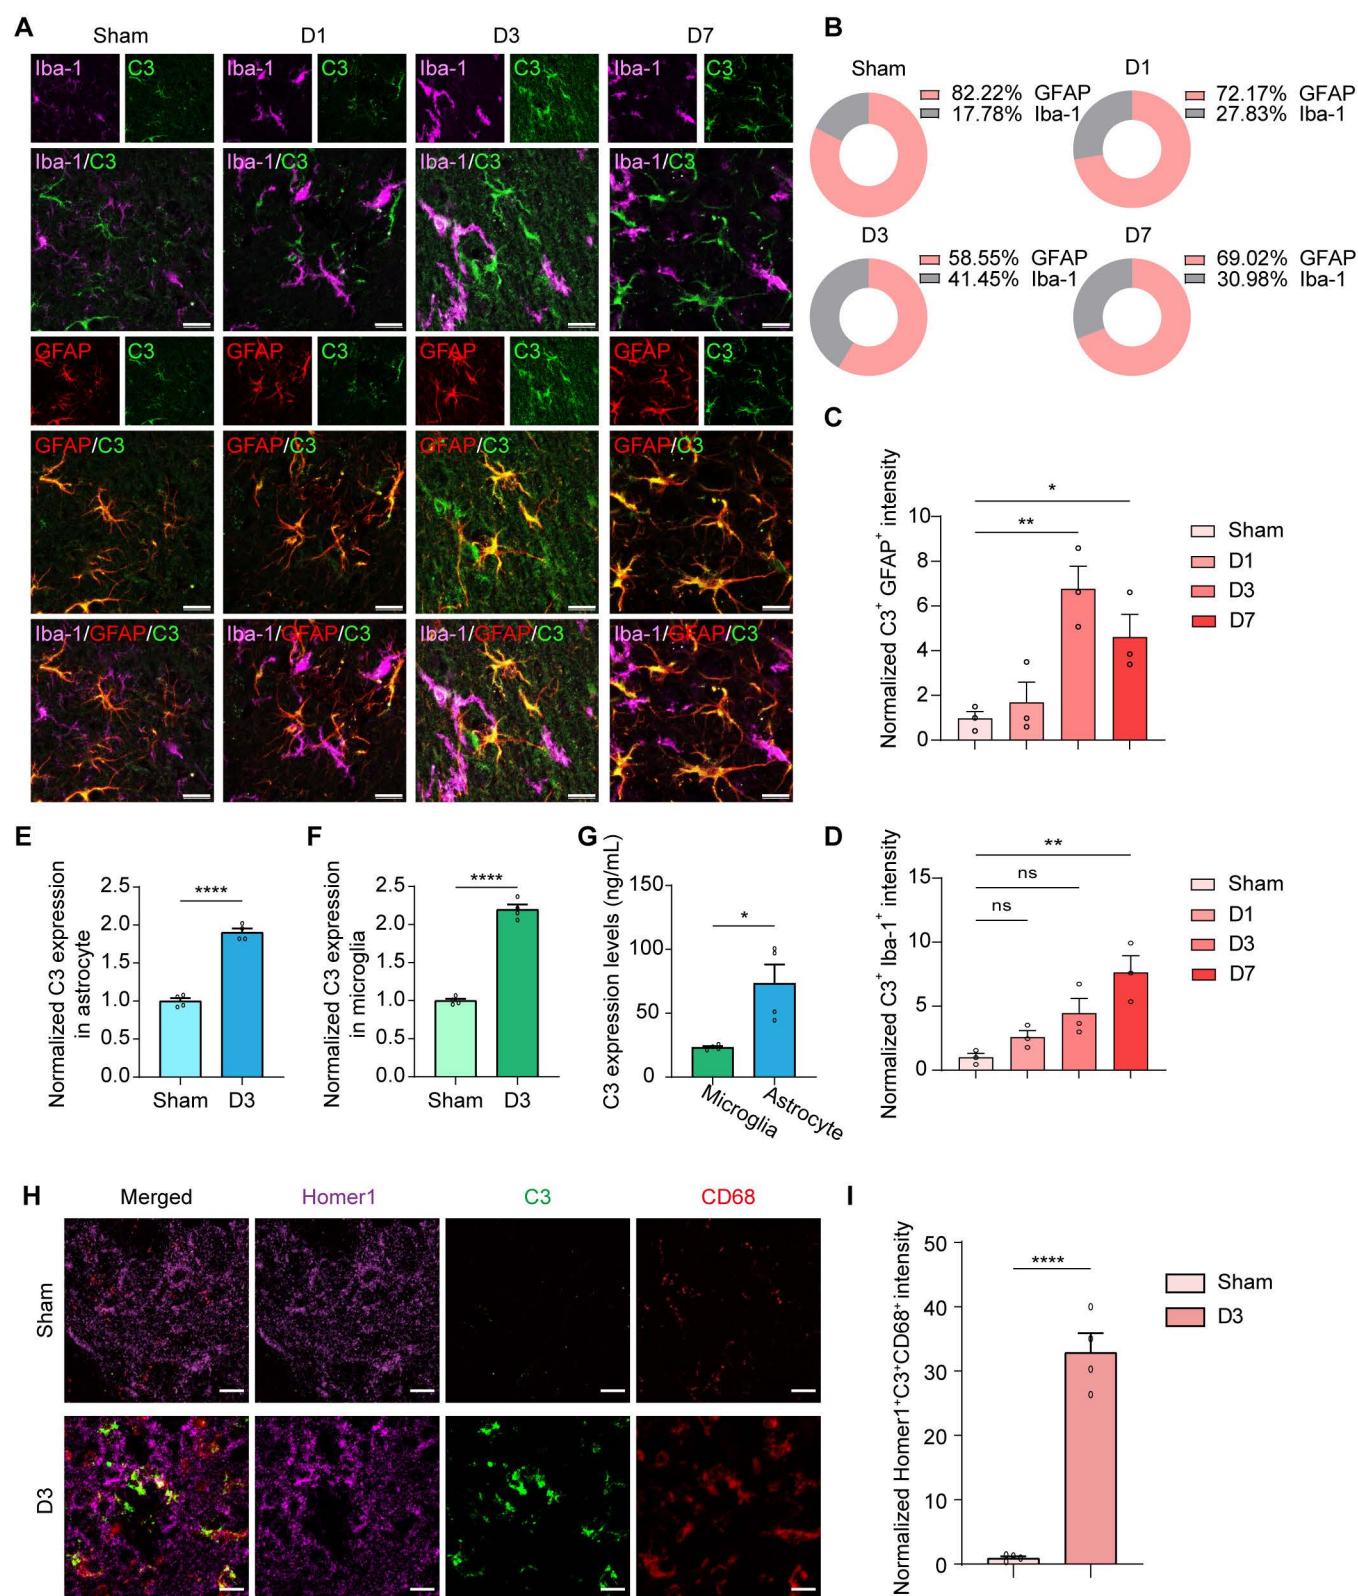 A
Sham D1 D3 D7
Iba-1 C3 Iba-1 C3 Iba-1 C3 Iba-1 C3
Iba-1/C3 Iba-1/C3 Iba-1/C3 Iba-1/C3
GFAP C3 GFAP C3 GFAP C3 GFAP C3
GFAP/C3 GFAP/C3 GFAP/C3 GFAP/C3
Iba-1/GFAP/C3 Iba-1/GFAP/C3 Iba-1/GFAP/C3 Iba-1/GFAP/C3
B
Sham
82.22% GFAP
17.78% Iba-1
D1
72.17% GFAP
27.83% Iba-1
D3
58.55% GFAP
41.45% Iba-1
D7
69.02% GFAP
30.98% Iba-1
C
Normalized C3⁺ GFAP⁺ intensity
10
8
6
4
2
0
*
**
Sham
D1
D3
D7
D
Normalized C3⁺ Iba-1⁺ intensity
15
10
5
0
**
ns
ns
Sham
D1
D3
D7
E
Normalized C3 expression
in astrocyte
2.5
2.0
1.5
1.0
0.5
0.0
****
Sham D3
F
Normalized C3 expression
in microglia
2.5
2.0
1.5
1.0
0.5
0.0
****
Sham D3
G
C3 expression levels (ng/mL)
150
100
50
0
*
Microglia
Astrocyte
H
Merged Homer1 C3 CD68
Sham
D3
I
Normalized Homer1⁺C3⁺CD68⁺ intensity
50
40
30
20
10
0
****
Sham
D3